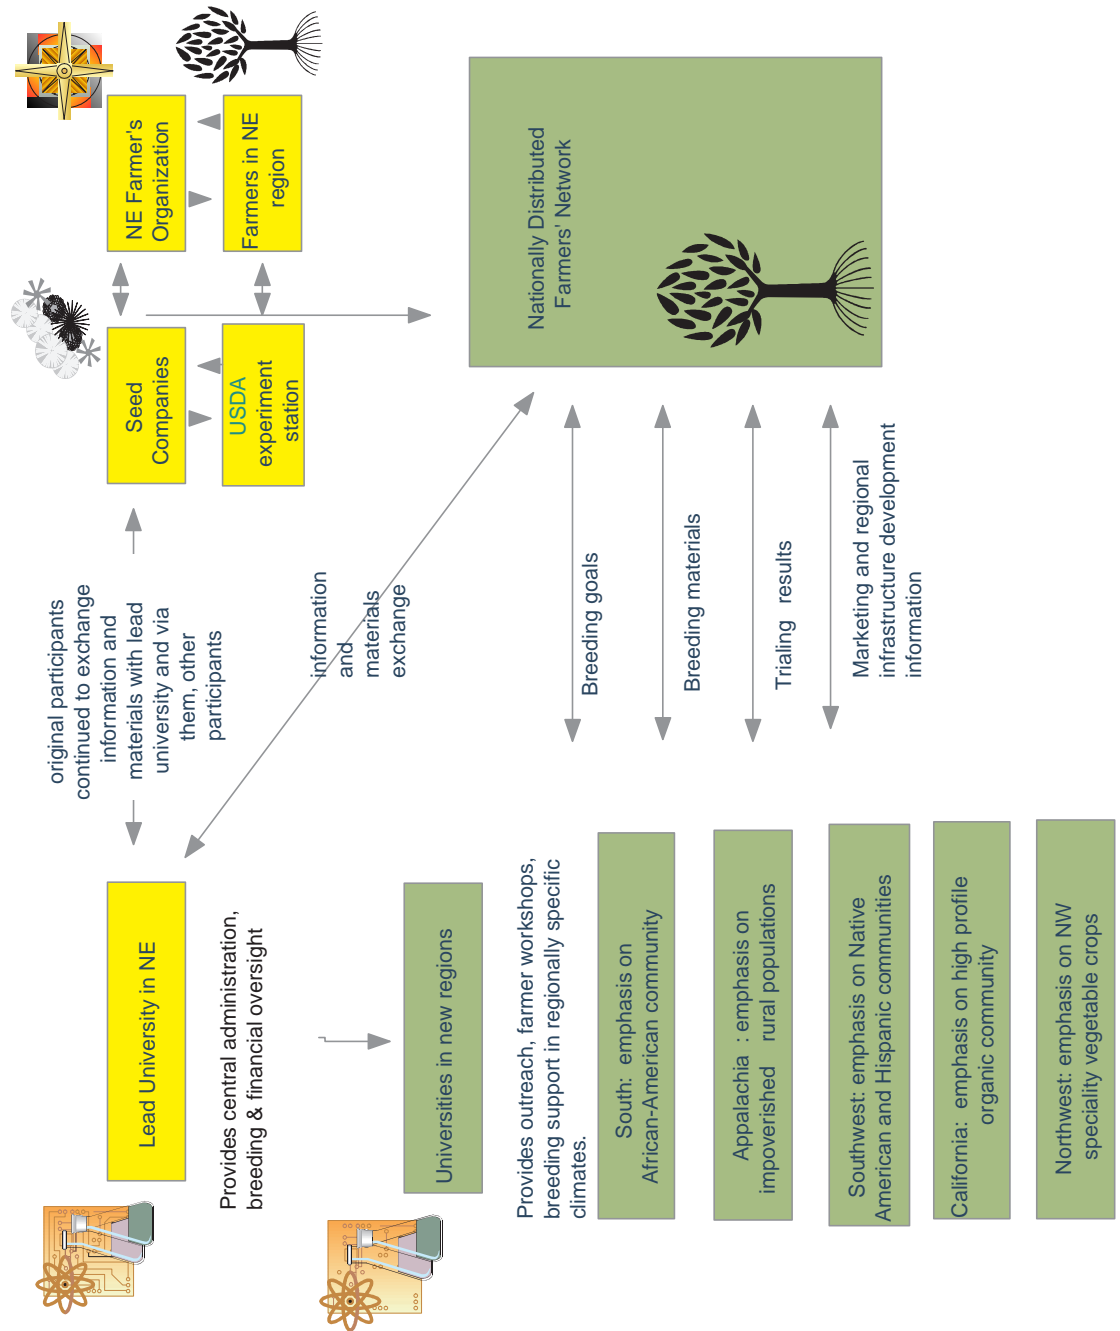 Lead University in NE
Provides central administration,
breeding & financial oversight
original participants
continued to exchange
information and
materials with lead
university and via
them, other
participants
Seed
Companies
USDA
experiment
station
NE Farmer's
Organization
Farmers in NE
region
information
and
materials
exchange
Universities in new regions
Provides outreach, farmer workshops,
breeding support in regionally specific
climates.
Nationally Distributed
Farmers' Network
South: emphasis on
African-American community
Appalachia : emphasis on
impoverished rural populations
Southwest: emphasis on Native
American and Hispanic communities
California: emphasis on high profile
organic community
Northwest: emphasis on NW
speciality vegetable crops
Breeding goals
Breeding materials
Trialing results
Marketing and regional
infrastructure development
information